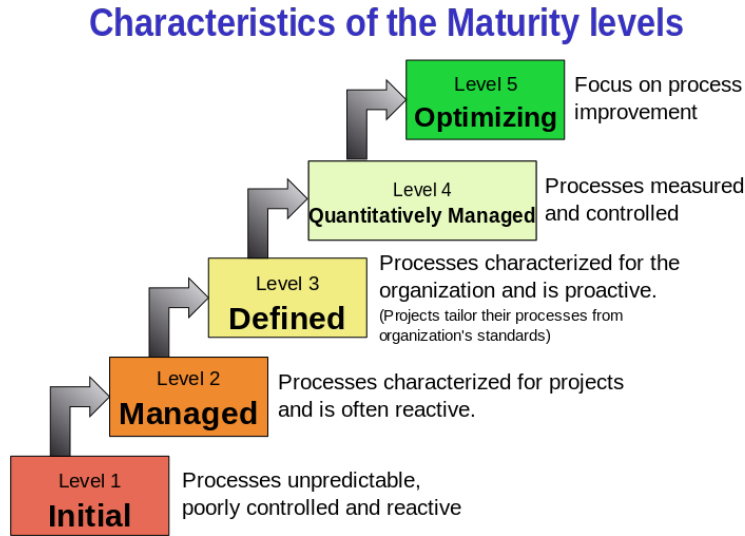 Characteristics of the Maturity levels
Level 5
Optimizing
Focus on process
improvement
Level 4
Quantitatively Managed
Processes measured
and controlled
Level 3
Defined
Processes characterized for the
organization and is proactive.
(Projects tailor their processes from
organization's standards)
Level 2
Managed
Processes characterized for projects
and is often reactive.
Level 1
Initial
Processes unpredictable,
poorly controlled and reactive